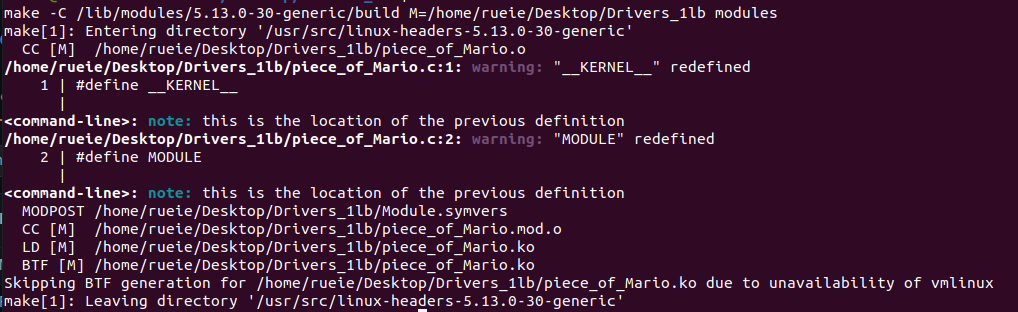 make -C /lib/modules/5.13.0-30-generic/build M=/home/rueie/Desktop/Drivers_1lb modules
make[1]: Entering directory '/usr/src/linux-headers-5.13.0-30-generic'
  CC [M]  /home/rueie/Desktop/Drivers_1lb/piece_of_Mario.o
/home/rueie/Desktop/Drivers_1lb/piece_of_Mario.c:1: warning: "__KERNEL__" redefined
    1 | #define __KERNEL__
      |
<command-line>: note: this is the location of the previous definition
/home/rueie/Desktop/Drivers_1lb/piece_of_Mario.c:2: warning: "MODULE" redefined
    2 | #define MODULE
      |
<command-line>: note: this is the location of the previous definition
  MODPOST /home/rueie/Desktop/Drivers_1lb/Module.symvers
  CC [M]  /home/rueie/Desktop/Drivers_1lb/piece_of_Mario.mod.o
  LD [M]  /home/rueie/Desktop/Drivers_1lb/piece_of_Mario.ko
  BTF [M] /home/rueie/Desktop/Drivers_1lb/piece_of_Mario.ko
Skipping BTF generation for /home/rueie/Desktop/Drivers_1lb/piece_of_Mario.ko due to unavailability of vmlinux
make[1]: Leaving directory '/usr/src/linux-headers-5.13.0-30-generic'